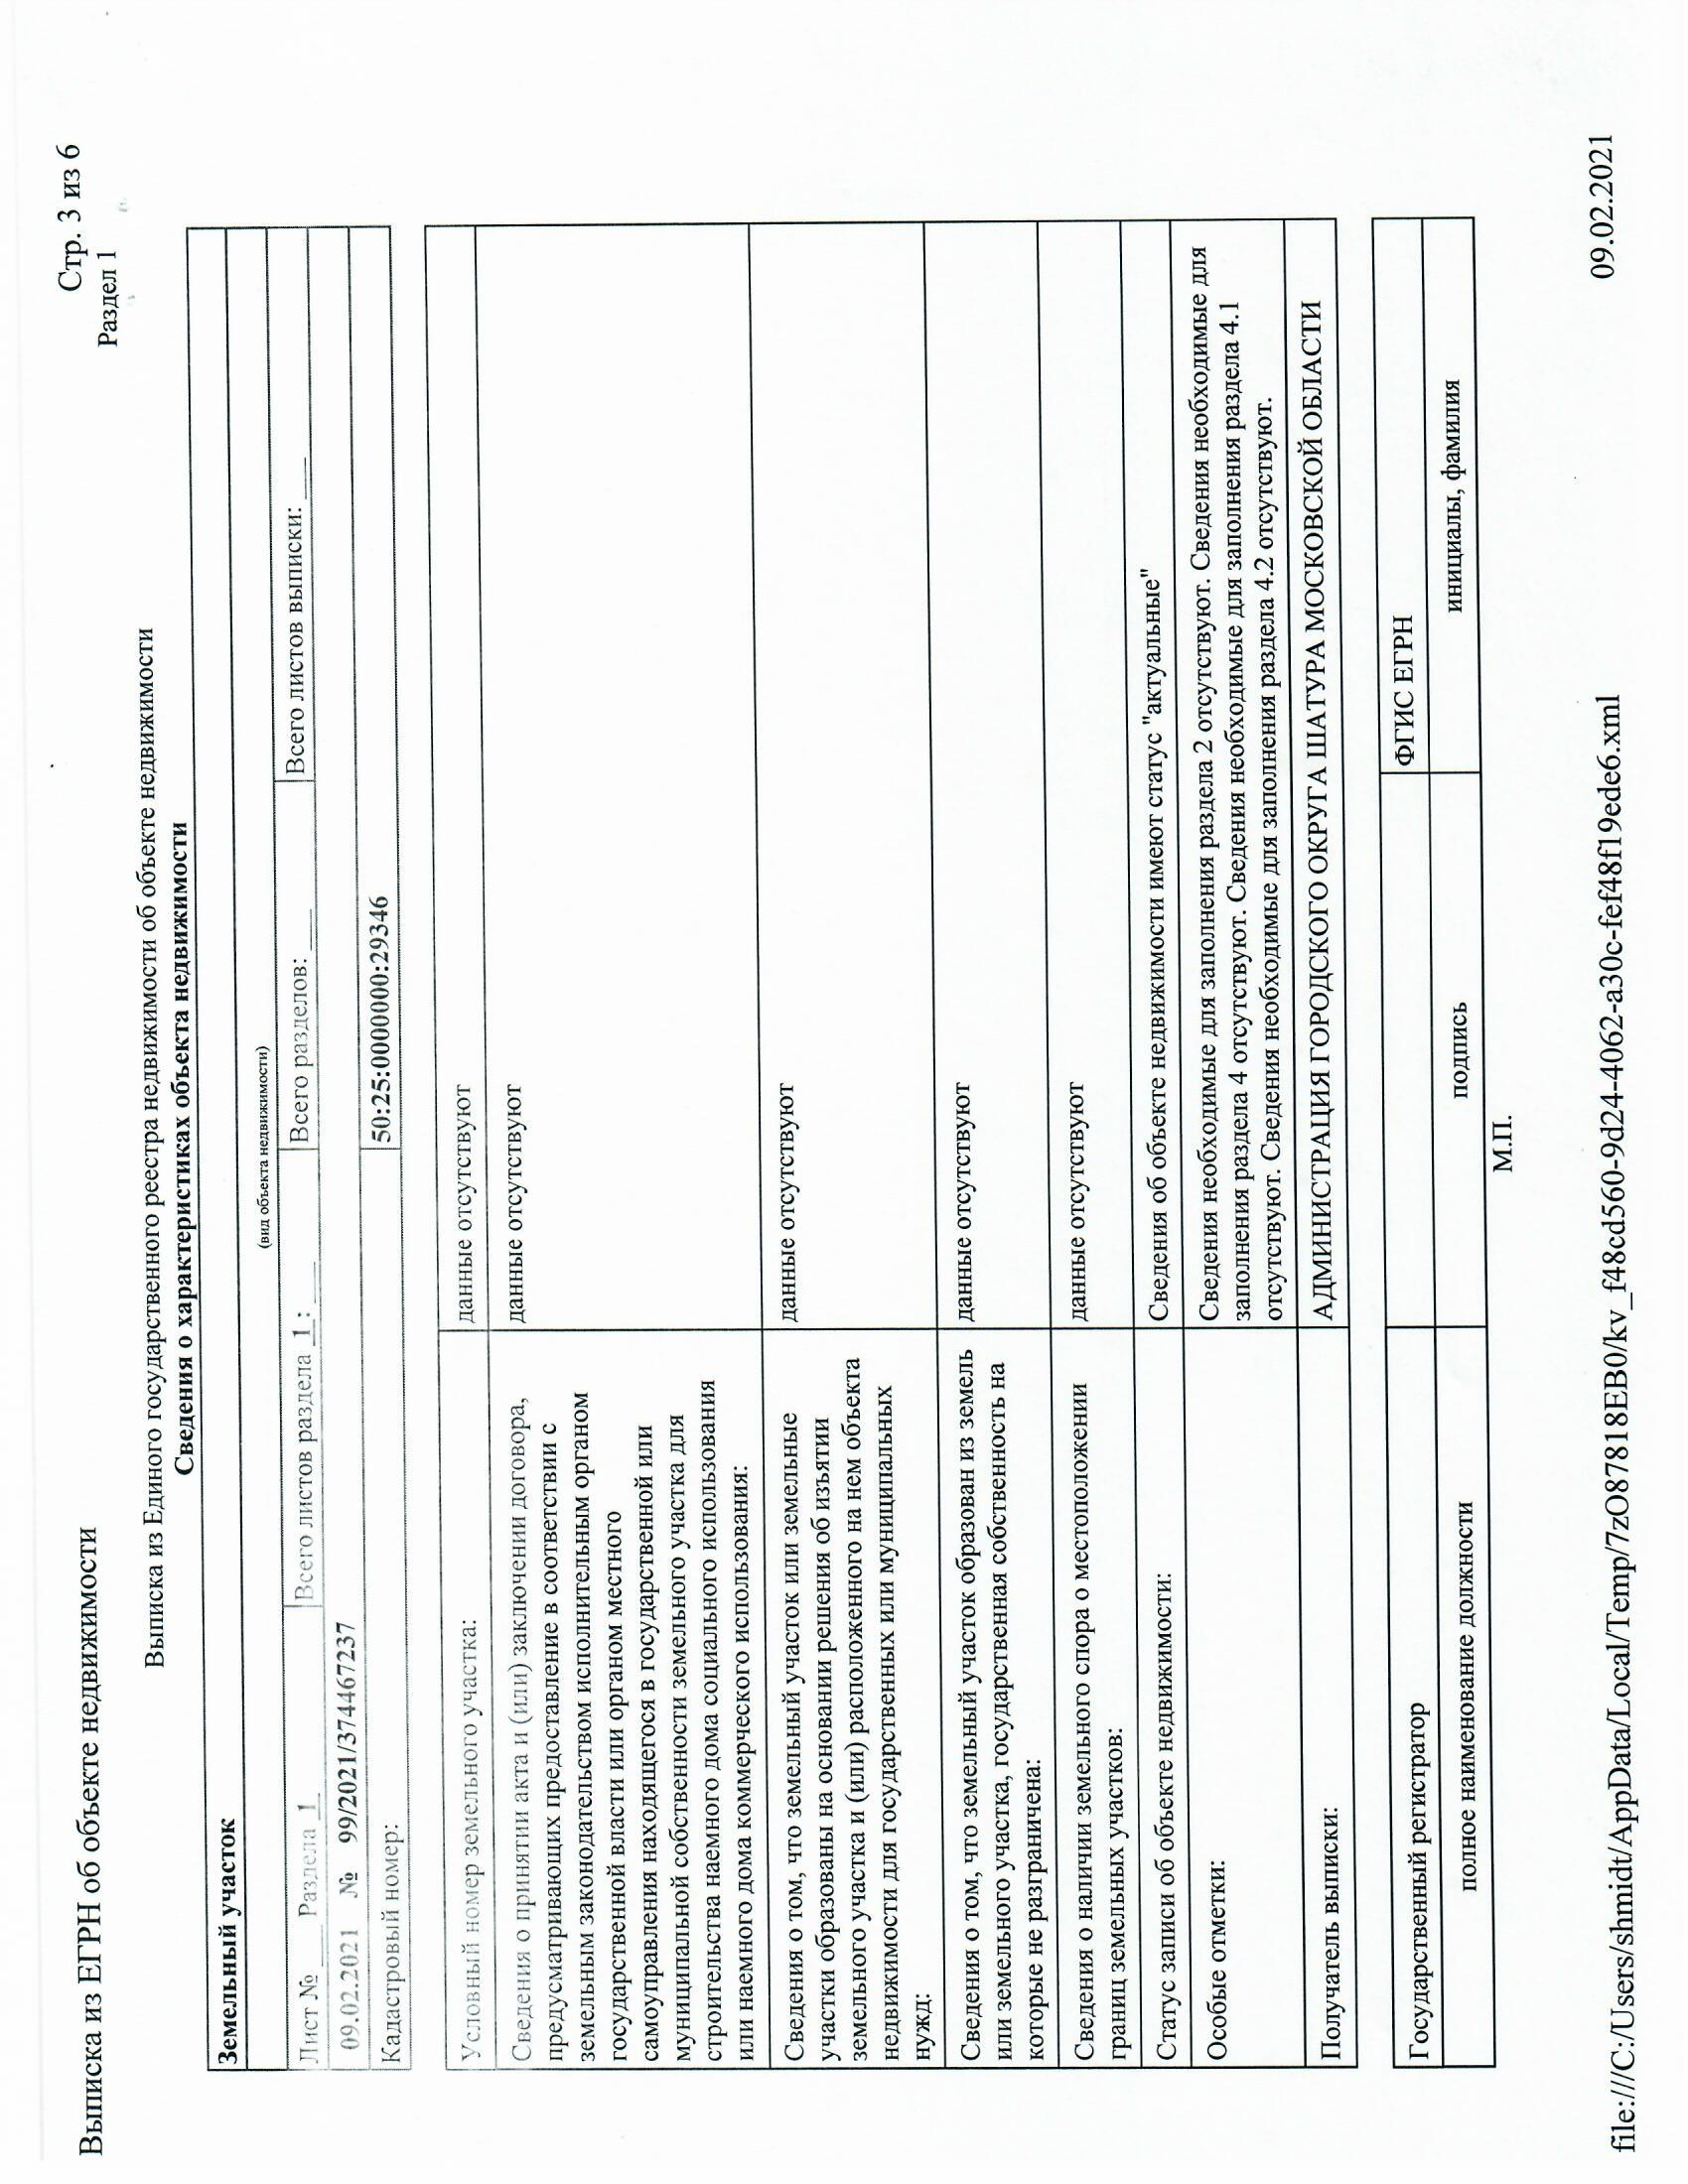 Выписка из ЕГРН об объекте недвижимости
Стр. 3 из 6
Раздел 1
Выписка из Единого государственного реестра недвижимости об объекте недвижимости
Сведения о характеристиках объекта недвижимости
Земельный участок
(вид объекта недвижимости)
Лист № ___ Раздела 1
Всего листов раздела 1 : ___
Всего разделов: ___
Всего листов выписки: ___
09.02.2021 № 99/2021/374467237
Кадастровый номер:
50:25:0000000:29346
Условный номер земельного участка:
данные отсутствуют
Сведения о принятии акта и (или) заключении договора,
предусматривающих предоставление в соответствии с
земельным законодательством исполнительным органом
государственной власти или органом местного
самоуправления находящегося в государственной или
муниципальной собственности земельного участка для
строительства наемного дома социального использования
или наемного дома коммерческого использования:
данные отсутствуют
Сведения о том, что земельный участок или земельные
участки образованы на основании решения об изъятии
земельного участка и (или) расположенного на нем объекта
недвижимости для государственных или муниципальных
нужд:
данные отсутствуют
Сведения о том, что земельный участок образован из земель
или земельного участка, государственная собственность на
которые не разграничена:
данные отсутствуют
Сведения о наличии земельного спора о местоположении
границ земельных участков:
данные отсутствуют
Статус записи об объекте недвижимости:
Сведения об объекте недвижимости имеют статус "актуальные"
Особые отметки:
Сведения необходимые для заполнения раздела 2 отсутствуют. Сведения необходимые для
заполнения раздела 4 отсутствуют. Сведения необходимые для заполнения раздела 4.1
отсутствуют. Сведения необходимые для заполнения раздела 4.2 отсутствуют.
Получатель выписки:
АДМИНИСТРАЦИЯ ГОРОДСКОГО ОКРУГА ШАТУРА МОСКОВСКОЙ ОБЛАСТИ
Государственный регистратор
ФГИС ЕГРН
полное наименование должности
подпись
инициалы, фамилия
М.П.
file:///C:/Users/shmidt/AppData/Local/Temp/7zO87818EB0/kv_f48cd560-9d24-4062-a30c-fef48f19ede6.xml
09.02.2021